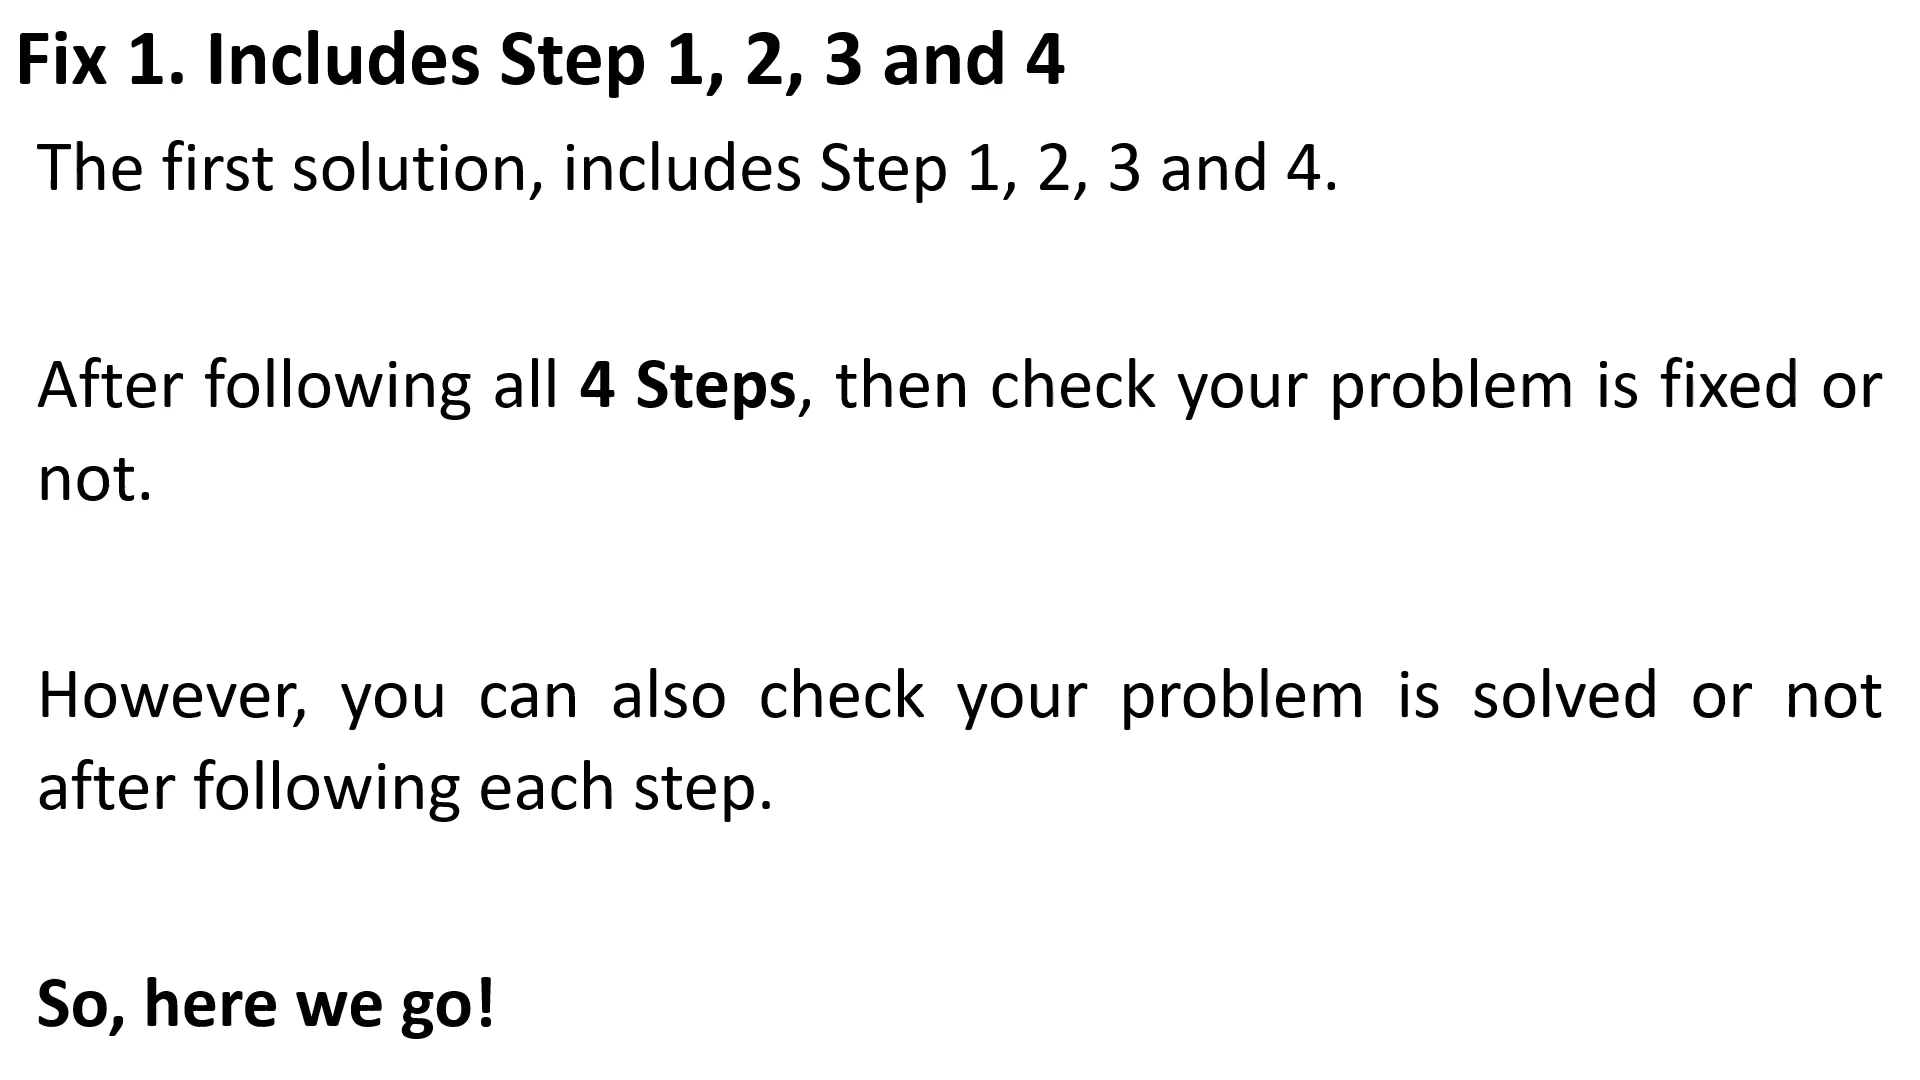 Fix 1. Includes Step 1, 2, 3 and 4
The first solution, includes Step 1, 2, 3 and 4.
After following all 4 Steps, then check your problem is fixed or
not.
However, you can also check your problem is solved or not
after following each step.
So, here we go!